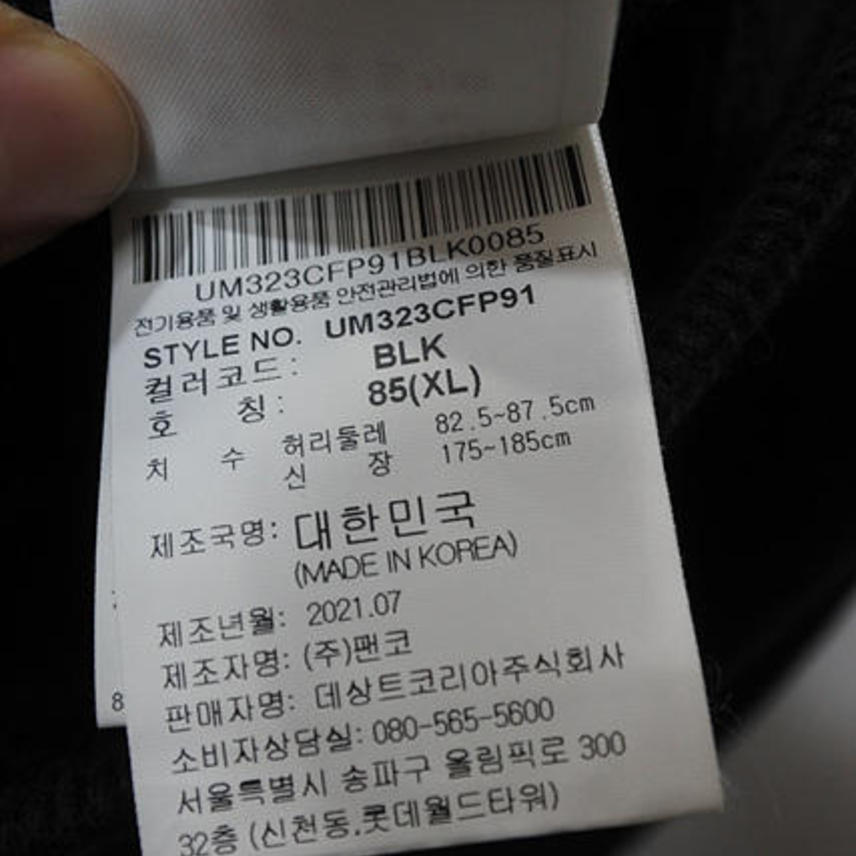 UM323CFP91BLK0085
전기용품 및 생활용품 안전관리법에 의한 품질표시
STYLE NO. UM323CFP91
컬러코드: BLK
호 칭: 85(XL)
치 수 허리둘레 82.5~87.5cm
신 장 175~185cm
제조국명: 대한민국
(MADE IN KOREA)
제조년월: 2021.07
제조자명: (주)팬코
판매자명: 데상트코리아주식회사
소비자상담실: 080-565-5600
서울특별시 송파구 올림픽로 300
32층 (신천동,롯데월드타워)
8